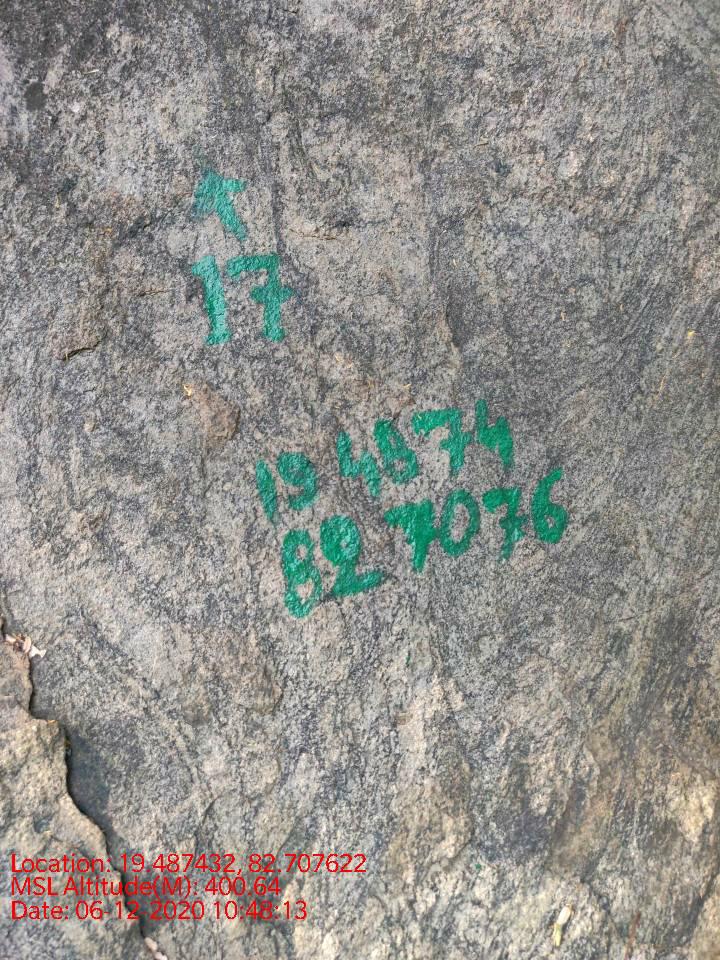 17
19 4874
82 7076
Location: 19.487432, 82.707622
MSL Altitude(M): 400.64
Date: 06-12-2020 10:48:13